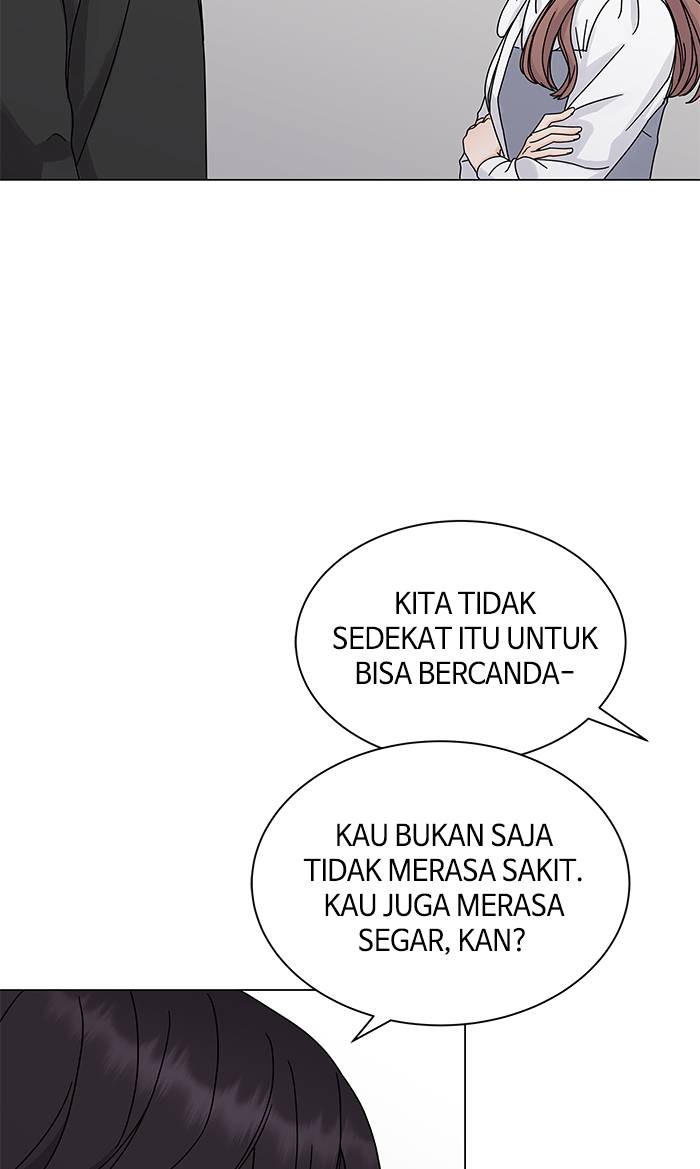 KITA TIDAK
SEDEKAT ITU UNTUK
BISA BERCANDA-
KAU BUKAN SAJA
TIDAK MERASA SAKIT.
KAU JUGA MERASA
SEGAR, KAN?